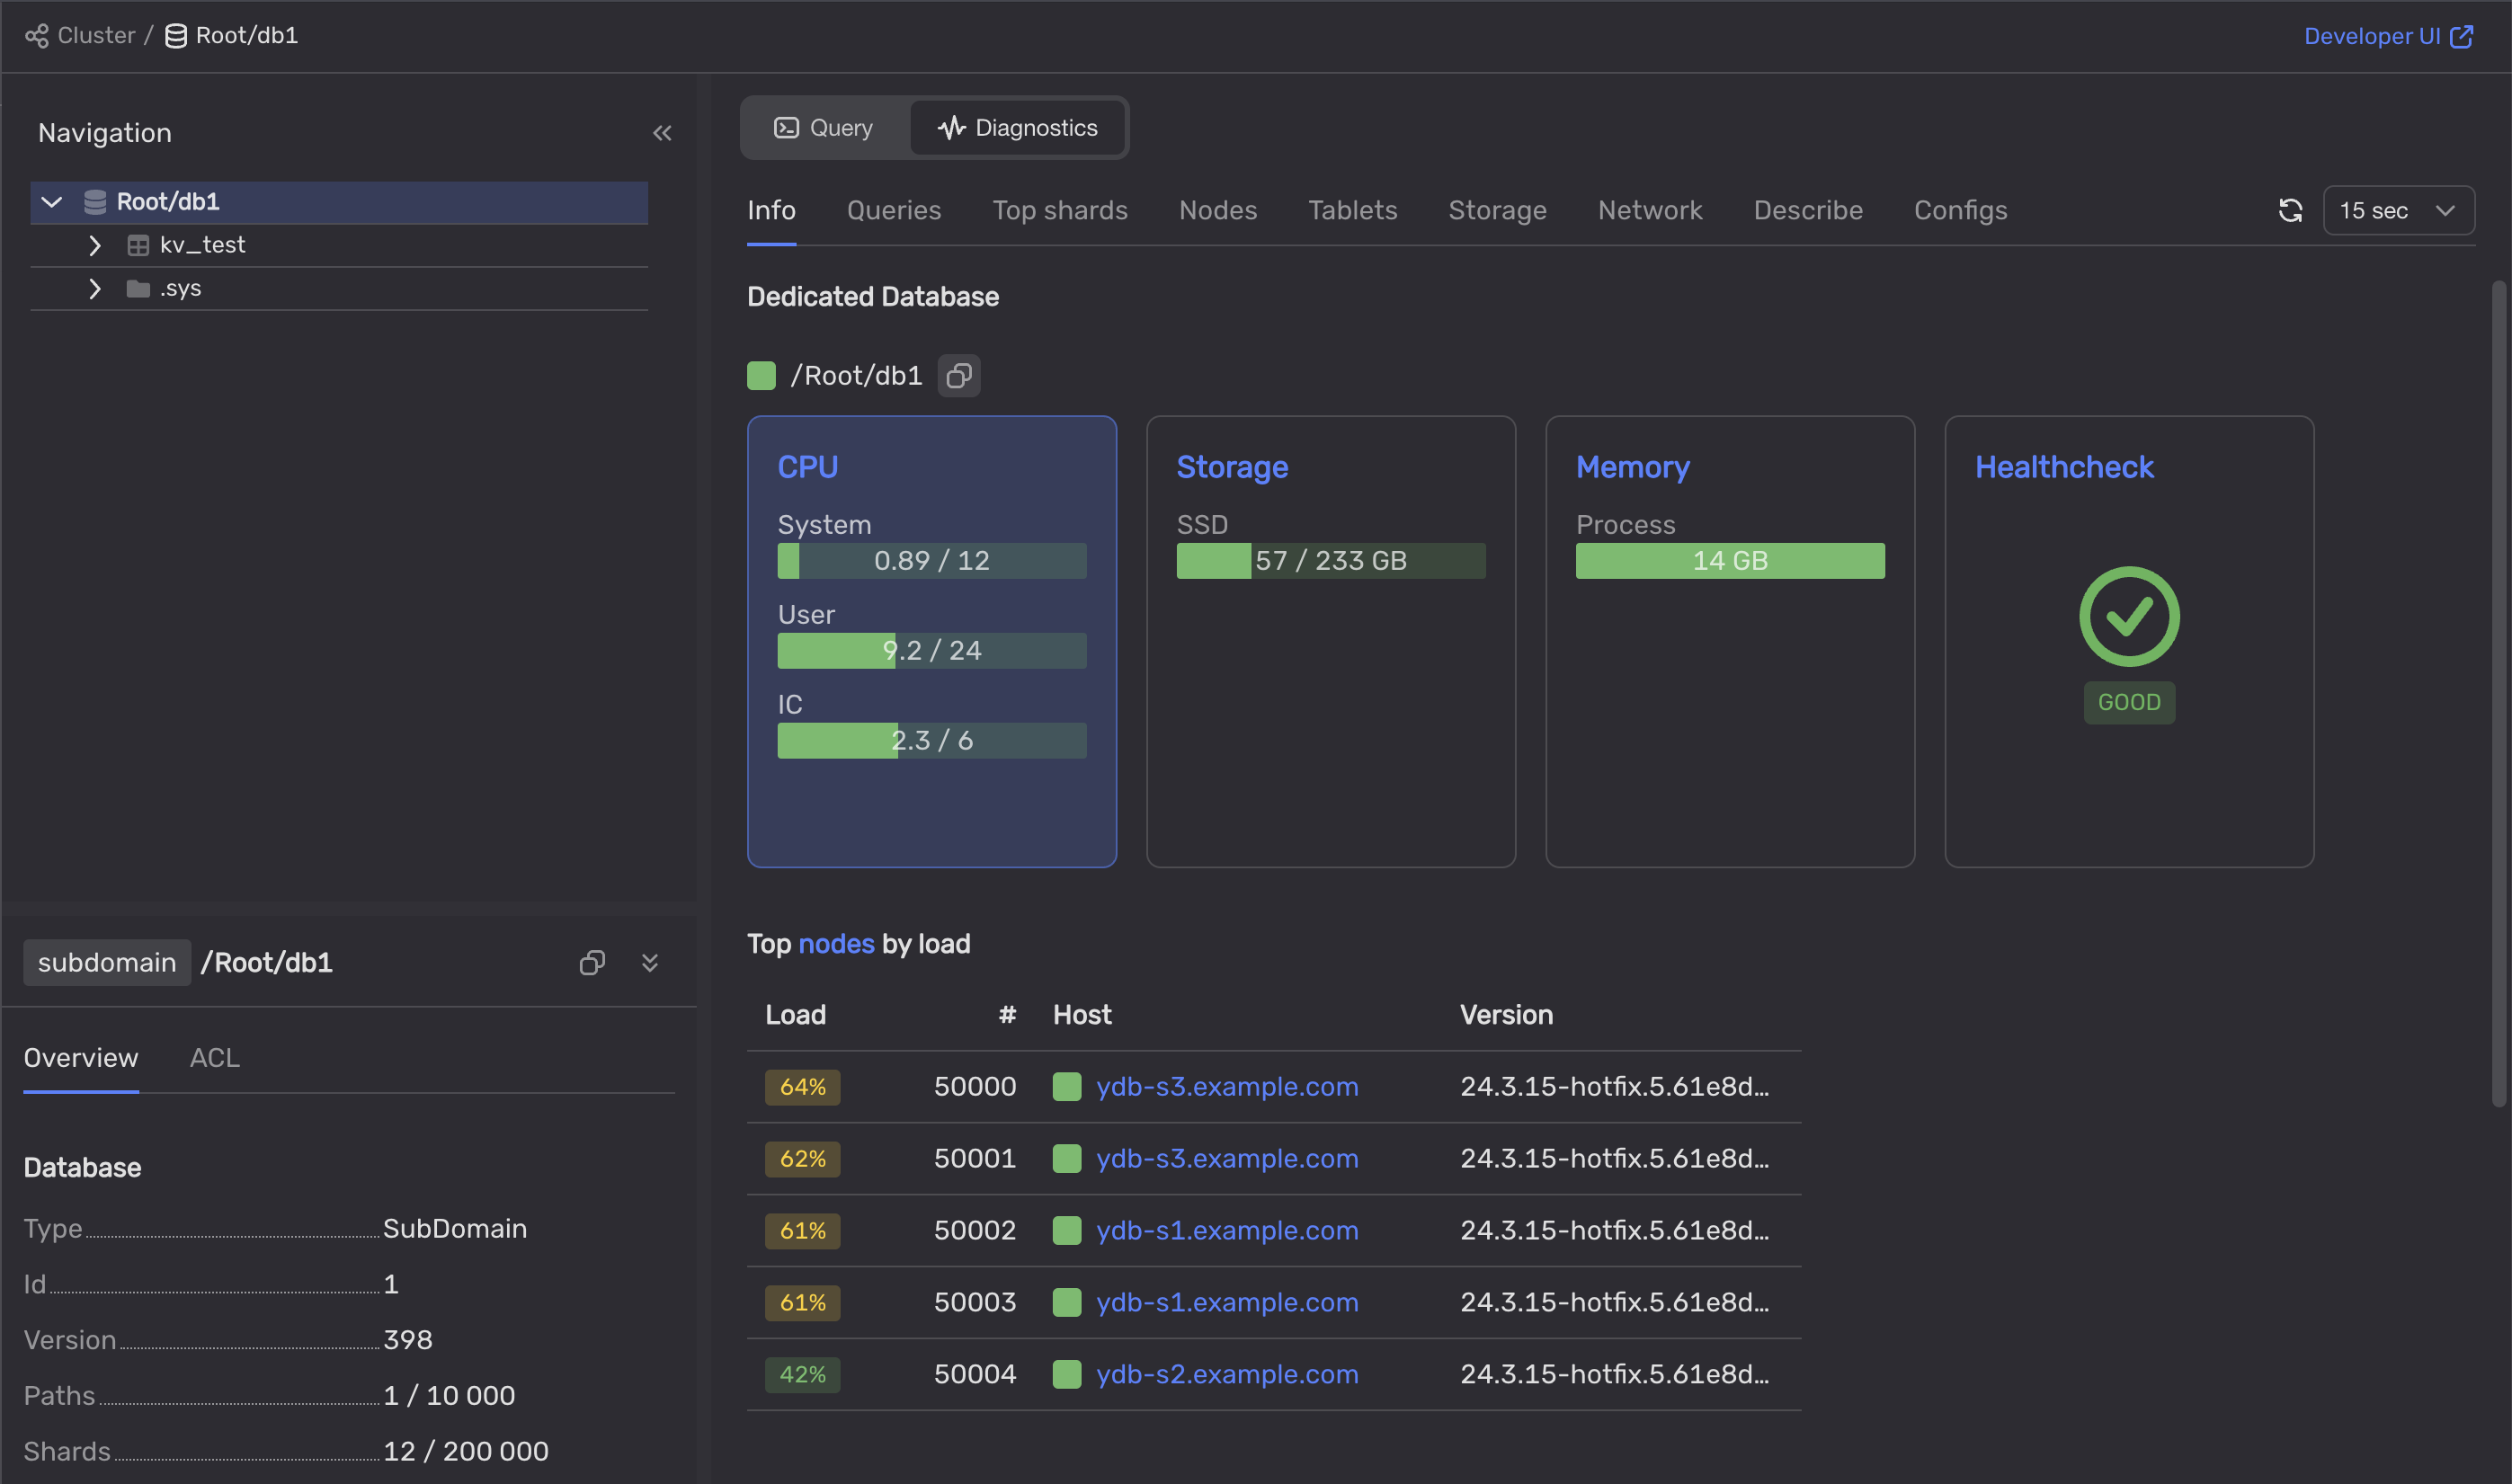 Cluster / Root/db1
Developer UI
Navigation
Root/db1
kv_test
.sys
subdomain /Root/db1
Overview ACL
Database
Type SubDomain
Id 1
Version 398
Paths 1 / 10 000
Shards 12 / 200 000
Query Diagnostics
Info Queries Top shards Nodes Tablets Storage Network Describe Configs
15 sec
Dedicated Database
/Root/db1
CPU
System
0.89 / 12
User
9.2 / 24
IC
2.3 / 6
Storage
SSD
57 / 233 GB
Memory
Process
14 GB
Healthcheck
GOOD
Top nodes by load
Load # Host Version
64% 50000 ydb-s3.example.com 24.3.15-hotfix.5.61e8d...
62% 50001 ydb-s3.example.com 24.3.15-hotfix.5.61e8d...
61% 50002 ydb-s1.example.com 24.3.15-hotfix.5.61e8d...
61% 50003 ydb-s1.example.com 24.3.15-hotfix.5.61e8d...
42% 50004 ydb-s2.example.com 24.3.15-hotfix.5.61e8d...